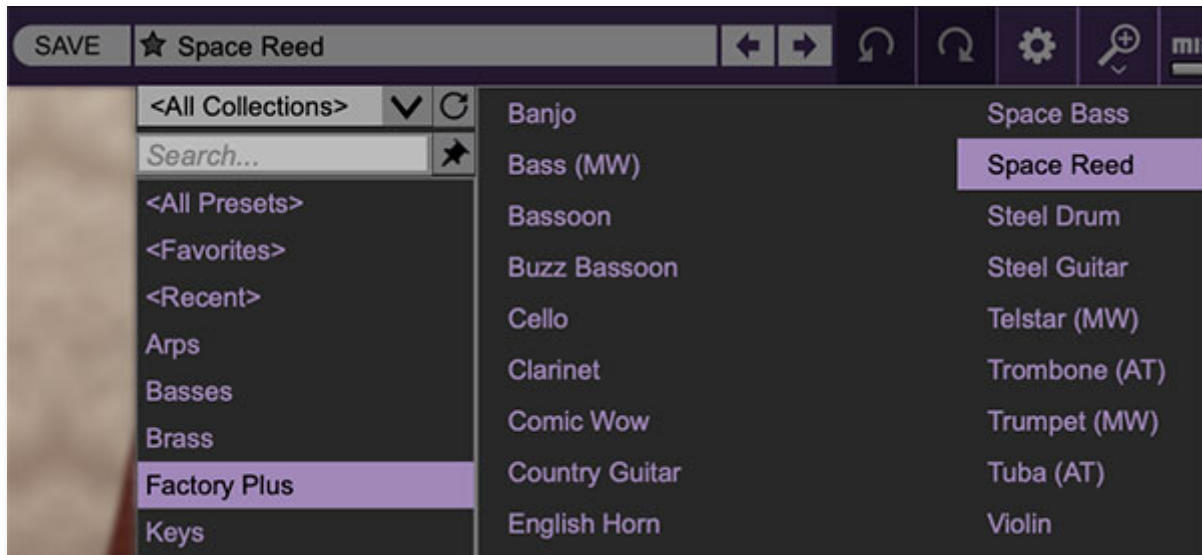 SAVE
Space Reed
<All Collections>
Search...
<All Presets>
<Favorites>
<Recent>
Arps
Basses
Brass
Factory Plus
Keys
Banjo
Bass (MW)
Bassoon
Buzz Bassoon
Cello
Clarinet
Comic Wow
Country Guitar
English Horn
Space Bass
Space Reed
Steel Drum
Steel Guitar
Telstar (MW)
Trombone (AT)
Trumpet (MW)
Tuba (AT)
Violin